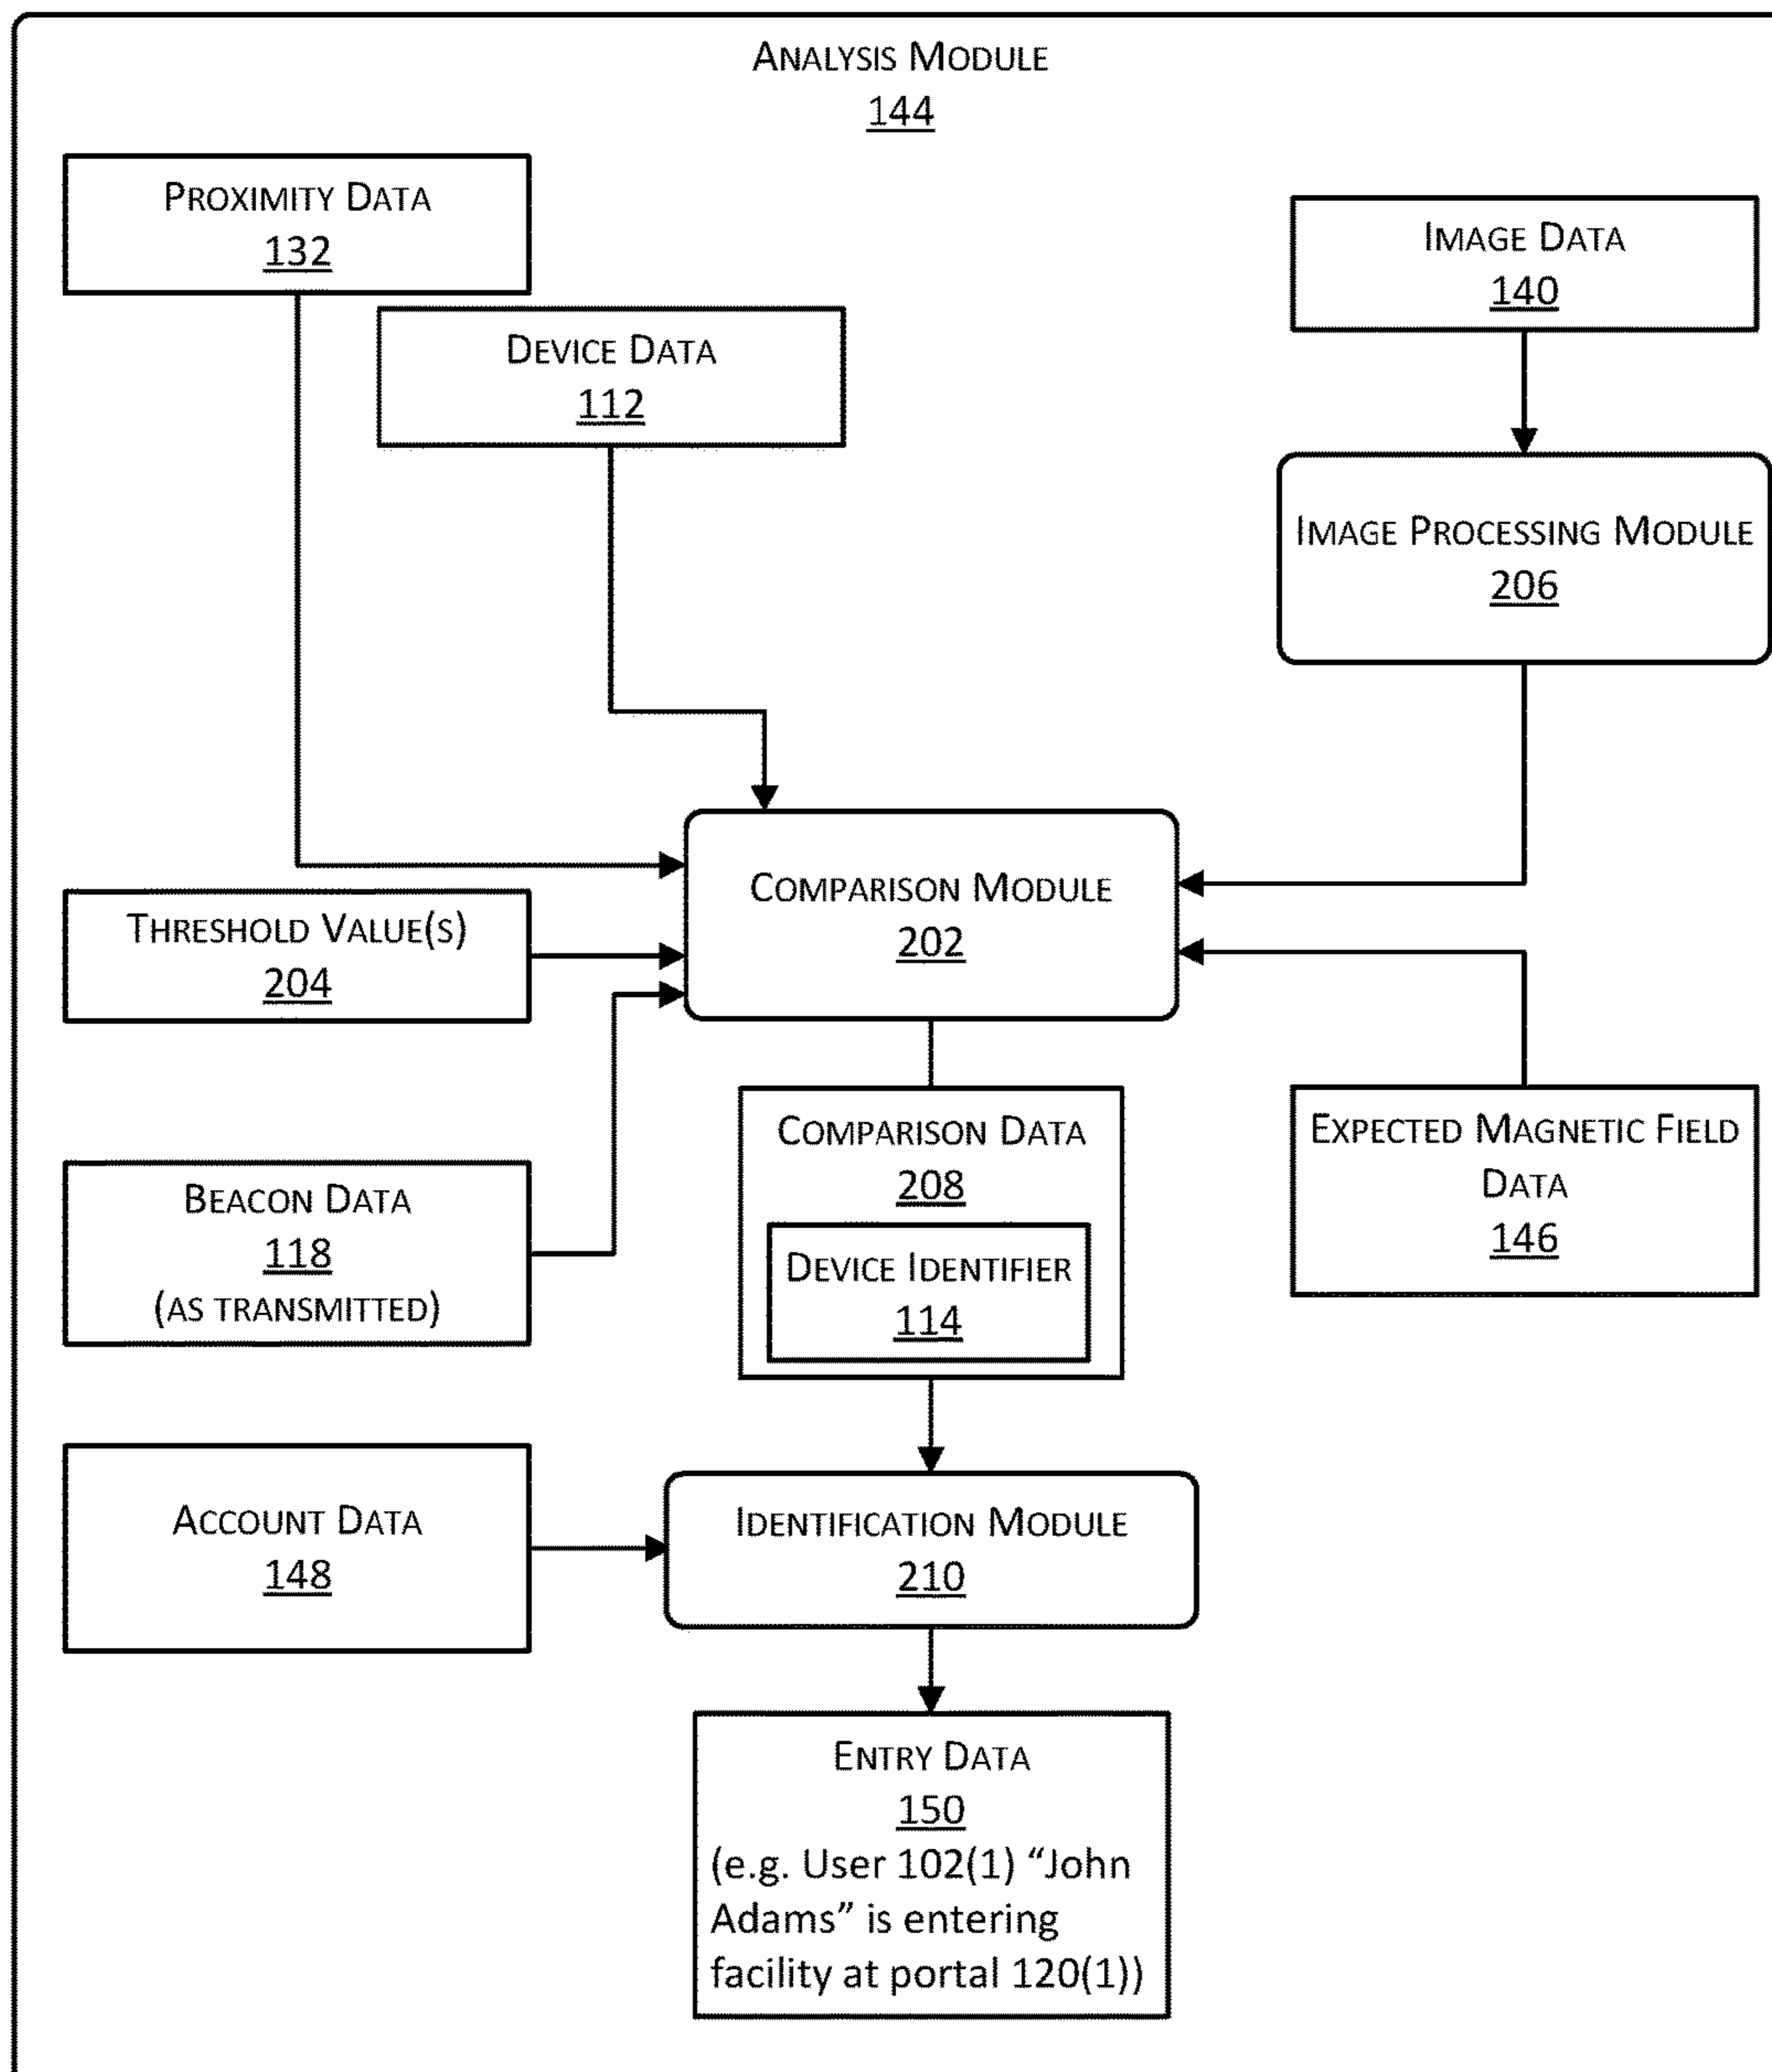 ANALYSIS MODULE
144
PROXIMITY DATA
132
DEVICE DATA
112
IMAGE DATA
140
IMAGE PROCESSING MODULE
206
COMPARISON MODULE
202
THRESHOLD VALUE(S)
204
BEACON DATA
118
(AS TRANSMITTED)
COMPARISON DATA
208
DEVICE IDENTIFIER
114
EXPECTED MAGNETIC FIELD
DATA
146
ACCOUNT DATA
148
IDENTIFICATION MODULE
210
ENTRY DATA
150
(e.g. User 102(1) “John
Adams” is entering
facility at portal 120(1))